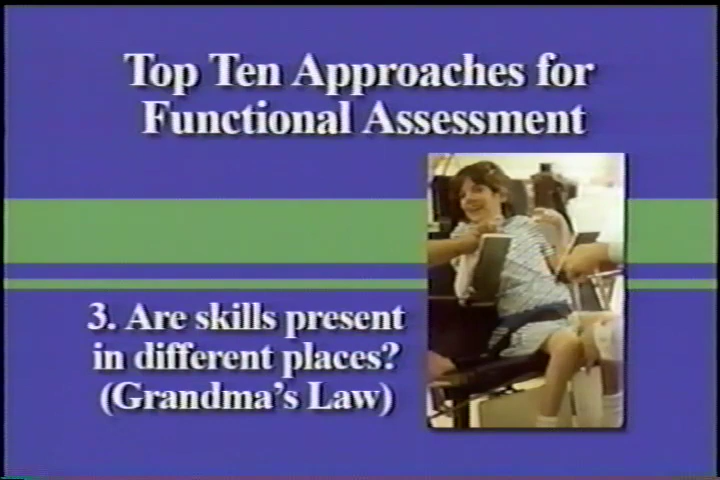 Top Ten Approaches for
Functional Assessment
3. Are skills present
in different places?
(Grandma's Law)